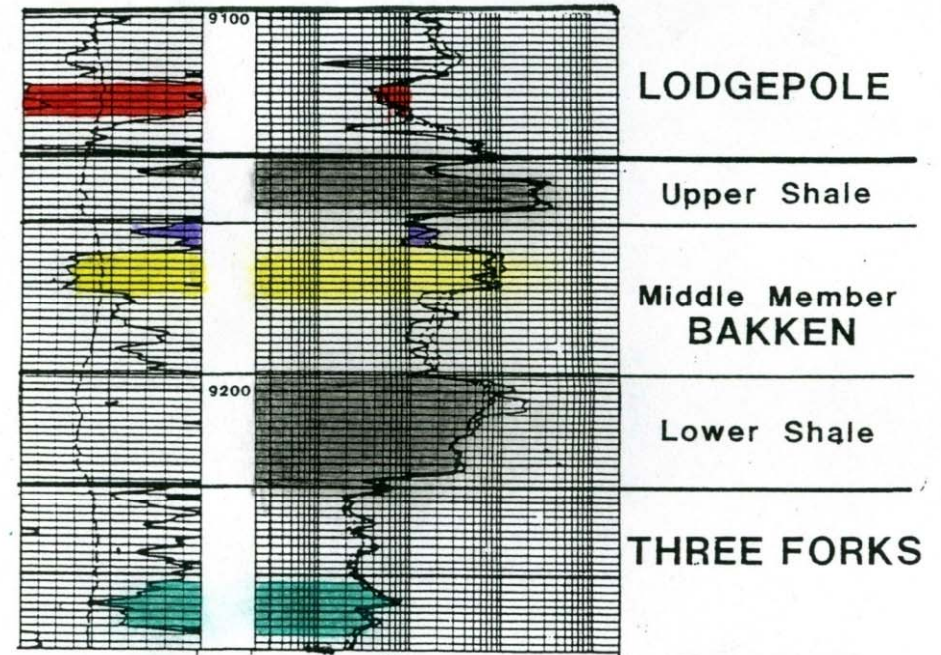 9100
LODGEPOLE
Upper Shale
Middle Member
BAKKEN
9200
Lower Shale
THREE FORKS